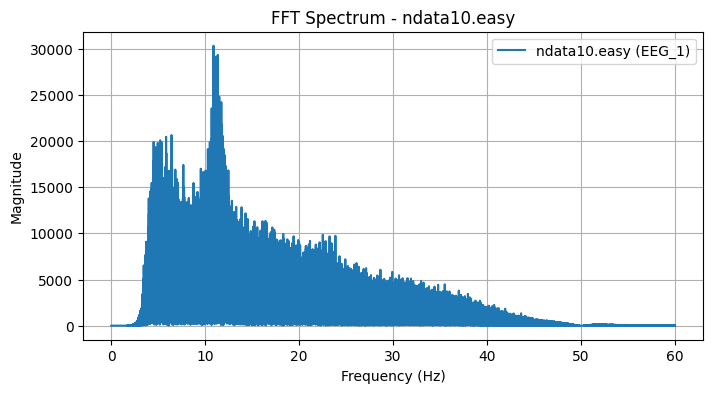 FFT Spectrum - ndata10.easy
ndata10.easy (EEG_1)
Magnitude
30000
25000
20000
15000
10000
5000
0
0 10 20 30 40 50 60
Frequency (Hz)